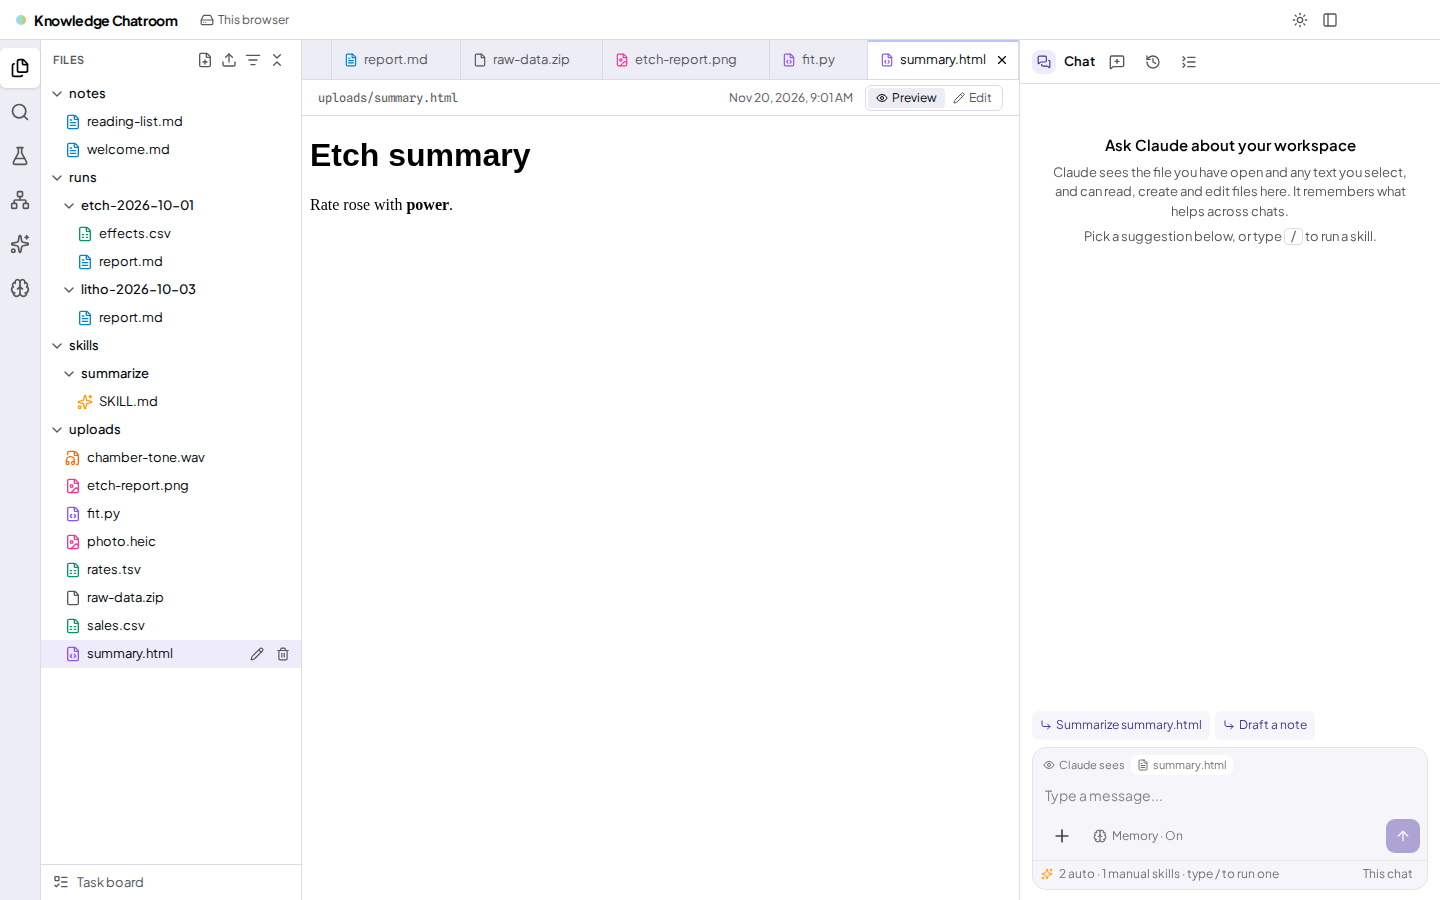 Knowledge Chatroom
This browser
FILES
notes
reading-list.md
welcome.md
runs
etch-2026-10-01
effects.csv
report.md
litho-2026-10-03
report.md
skills
summarize
SKILL.md
uploads
chamber-tone.wav
etch-report.png
fit.py
photo.heic
rates.tsv
raw-data.zip
sales.csv
summary.html
Task board
report.md
raw-data.zip
etch-report.png
fit.py
summary.html
uploads/summary.html
Nov 20, 2026, 9:01 AM
Preview
Edit
Etch summary
Rate rose with power.
Chat
Ask Claude about your workspace
Claude sees the file you have open and any text you select,
and can read, create and edit files here. It remembers what
helps across chats.
Pick a suggestion below, or type / to run a skill.
Summarize summary.html
Draft a note
Claude sees summary.html
Type a message...
Memory · On
2 auto · 1 manual skills · type / to run one
This chat